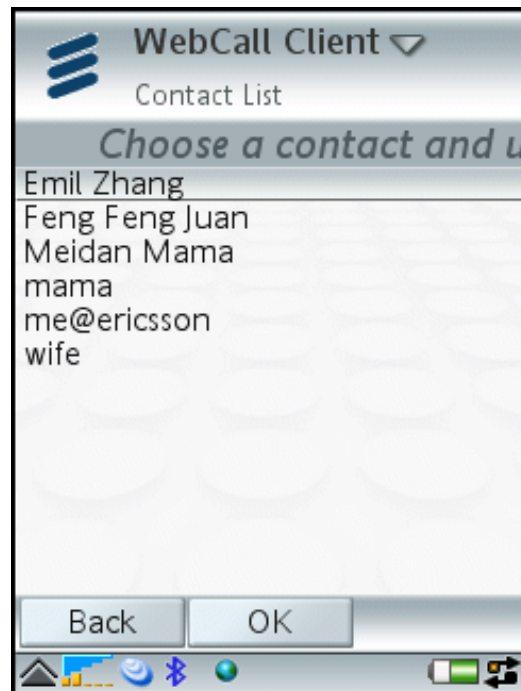 WebCall Client
Contact List
Choose a contact and u
Emil Zhang
Feng Feng Juan
Meidan Mama
mama
me@ericsson
wife
Back OK